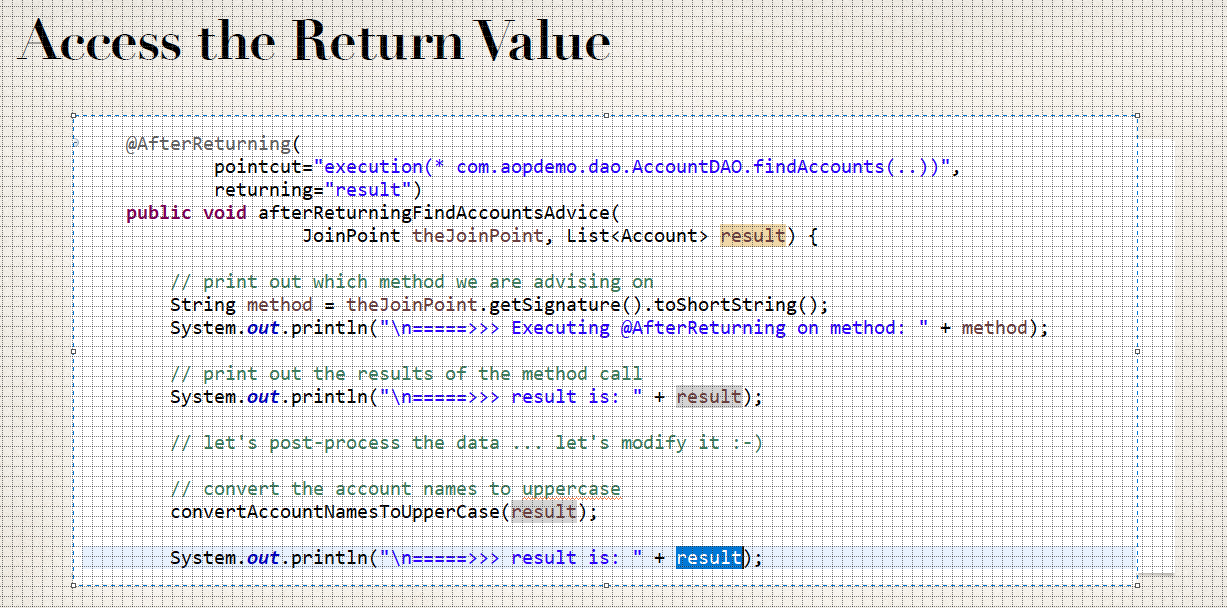 Access the Return Value
@AfterReturning(
pointcut="execution(* com.aopdemo.dao.AccountDAO.findAccounts(..))",
returning="result")
public void afterReturningFindAccountsAdvice(
JoinPoint theJoinPoint, List<Account> result) {
// print out which method we are advising on
String method = theJoinPoint.getSignature().toShortString();
System.out.println("\n=====>>> Executing @AfterReturning on method: " + method);
// print out the results of the method call
System.out.println("\n=====>>> result is: " + result);
// let's post-process the data ... let's modify it :-)
// convert the account names to uppercase
convertAccountNamesToUpperCase(result);
System.out.println("\n=====>>> result is: " + result);